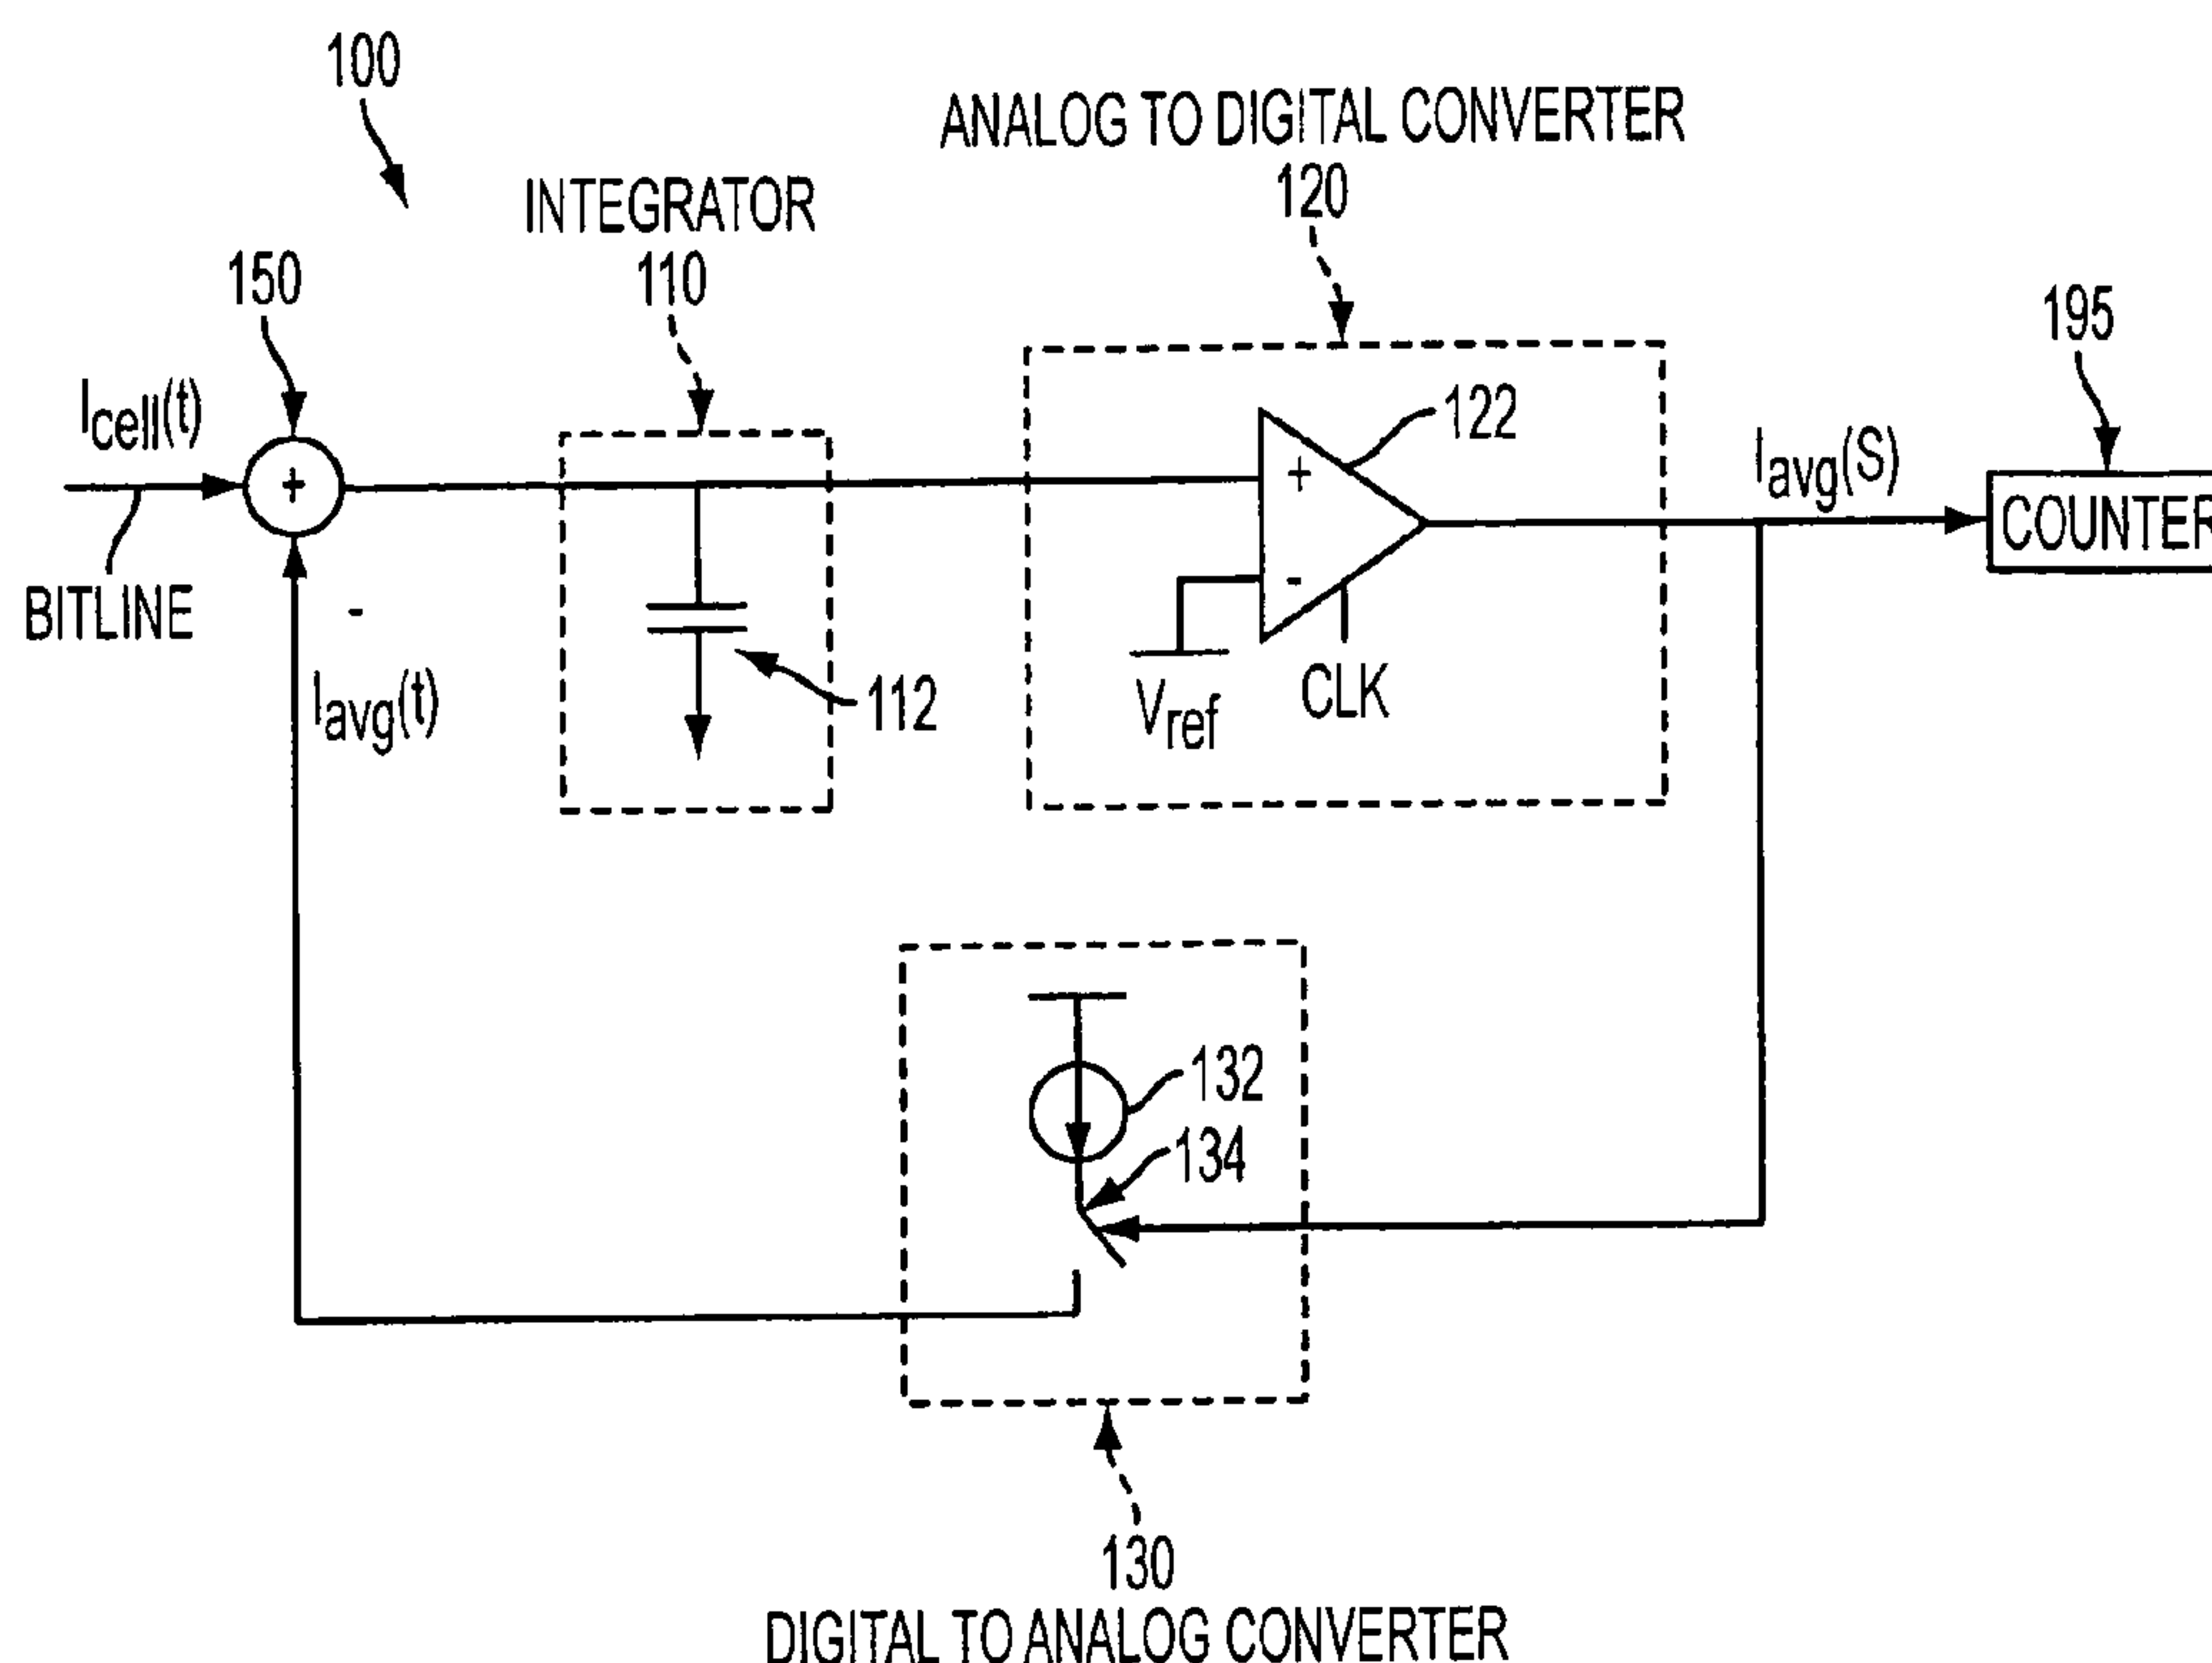 100
ANALOG TO DIGITAL CONVERTER
120
INTEGRATOR
110
150
195
Icell(t)
+
+
122
Iavg(S)
COUNTER
BITLINE
-
-
Iavg(t)
112
Vref
CLK
132
134
130
DIGITAL TO ANALOG CONVERTER